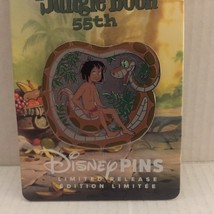 Jungle Book
55th
Disney PINS
LIMITED RELEASE
EDITION LIMITÉE